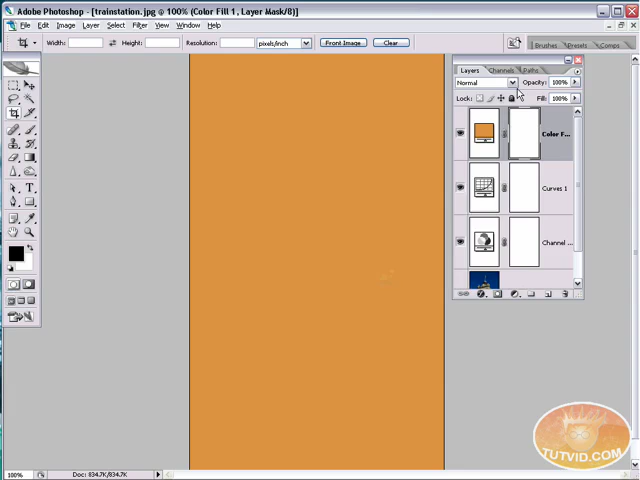 Adobe Photoshop - [trainstation.jpg @ 100% (Color Fill 1, Layer Mask/8)]
File Edit Image Layer Select Filter View Window Help
Width: Height: Resolution: pixels/inch Front Image Clear
Brushes Presets Comps
Layers Channels Paths
Normal Opacity: 100%
Lock: Fill: 100%
Color F...
Curves 1
Channel ...
T
TUTVID.COM
100% Doc: 834.7K/834.7K